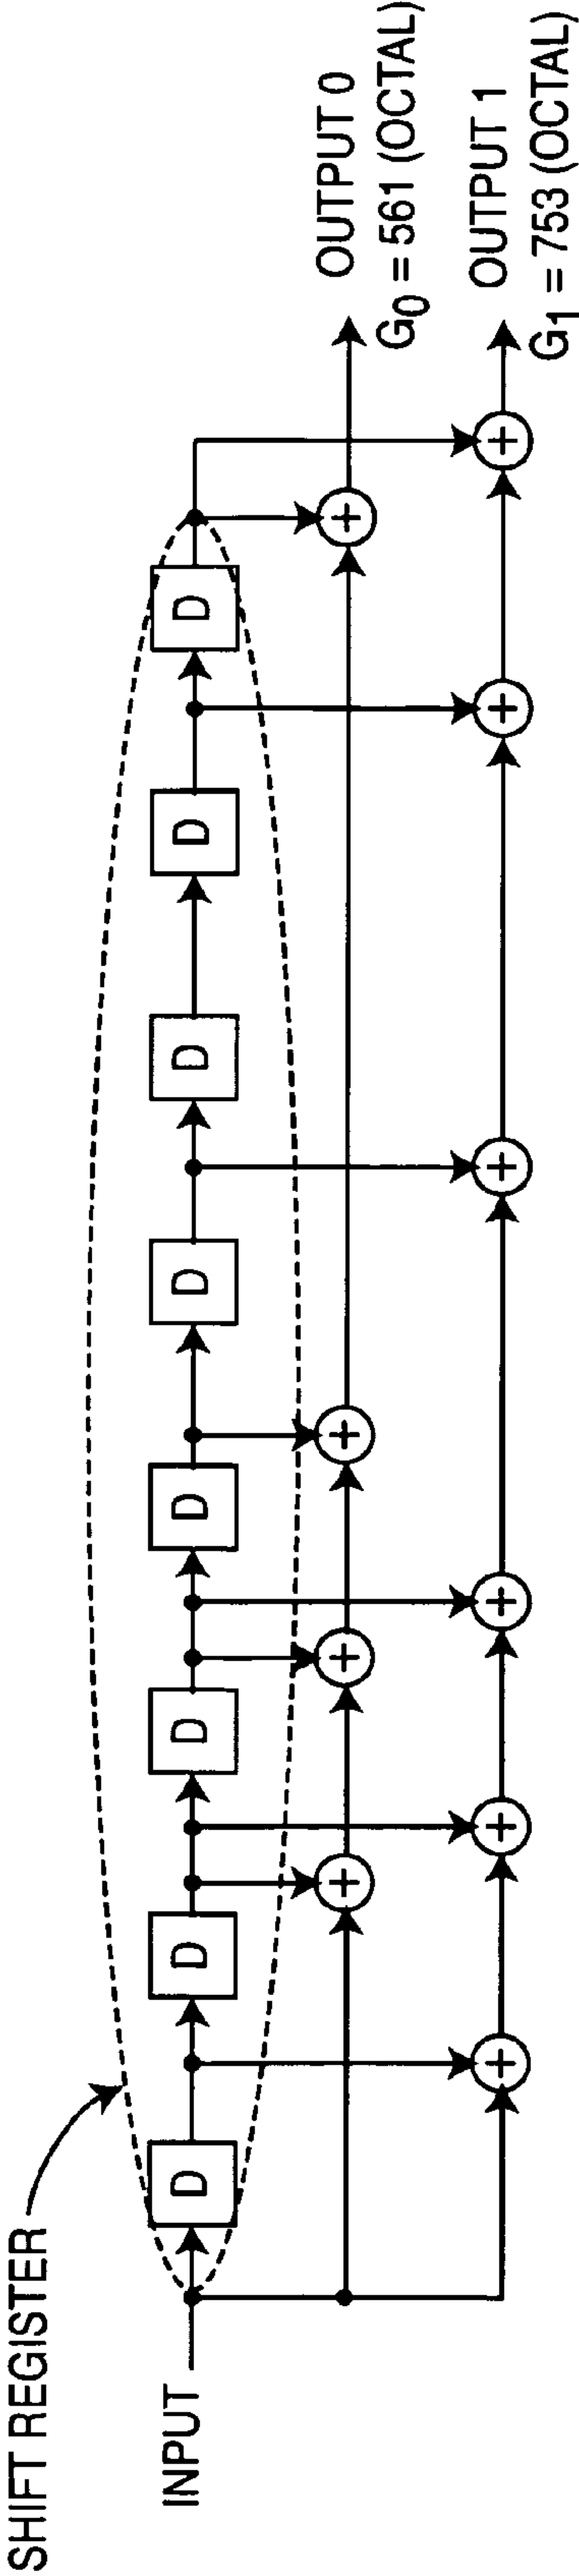 SHIFT REGISTER
INPUT
D
D
D
D
D
D
D
D
+
+
+
+
OUTPUT 0
G0 = 561 (OCTAL)
+
+
+
+
+
+
OUTPUT 1
G1 = 753 (OCTAL)